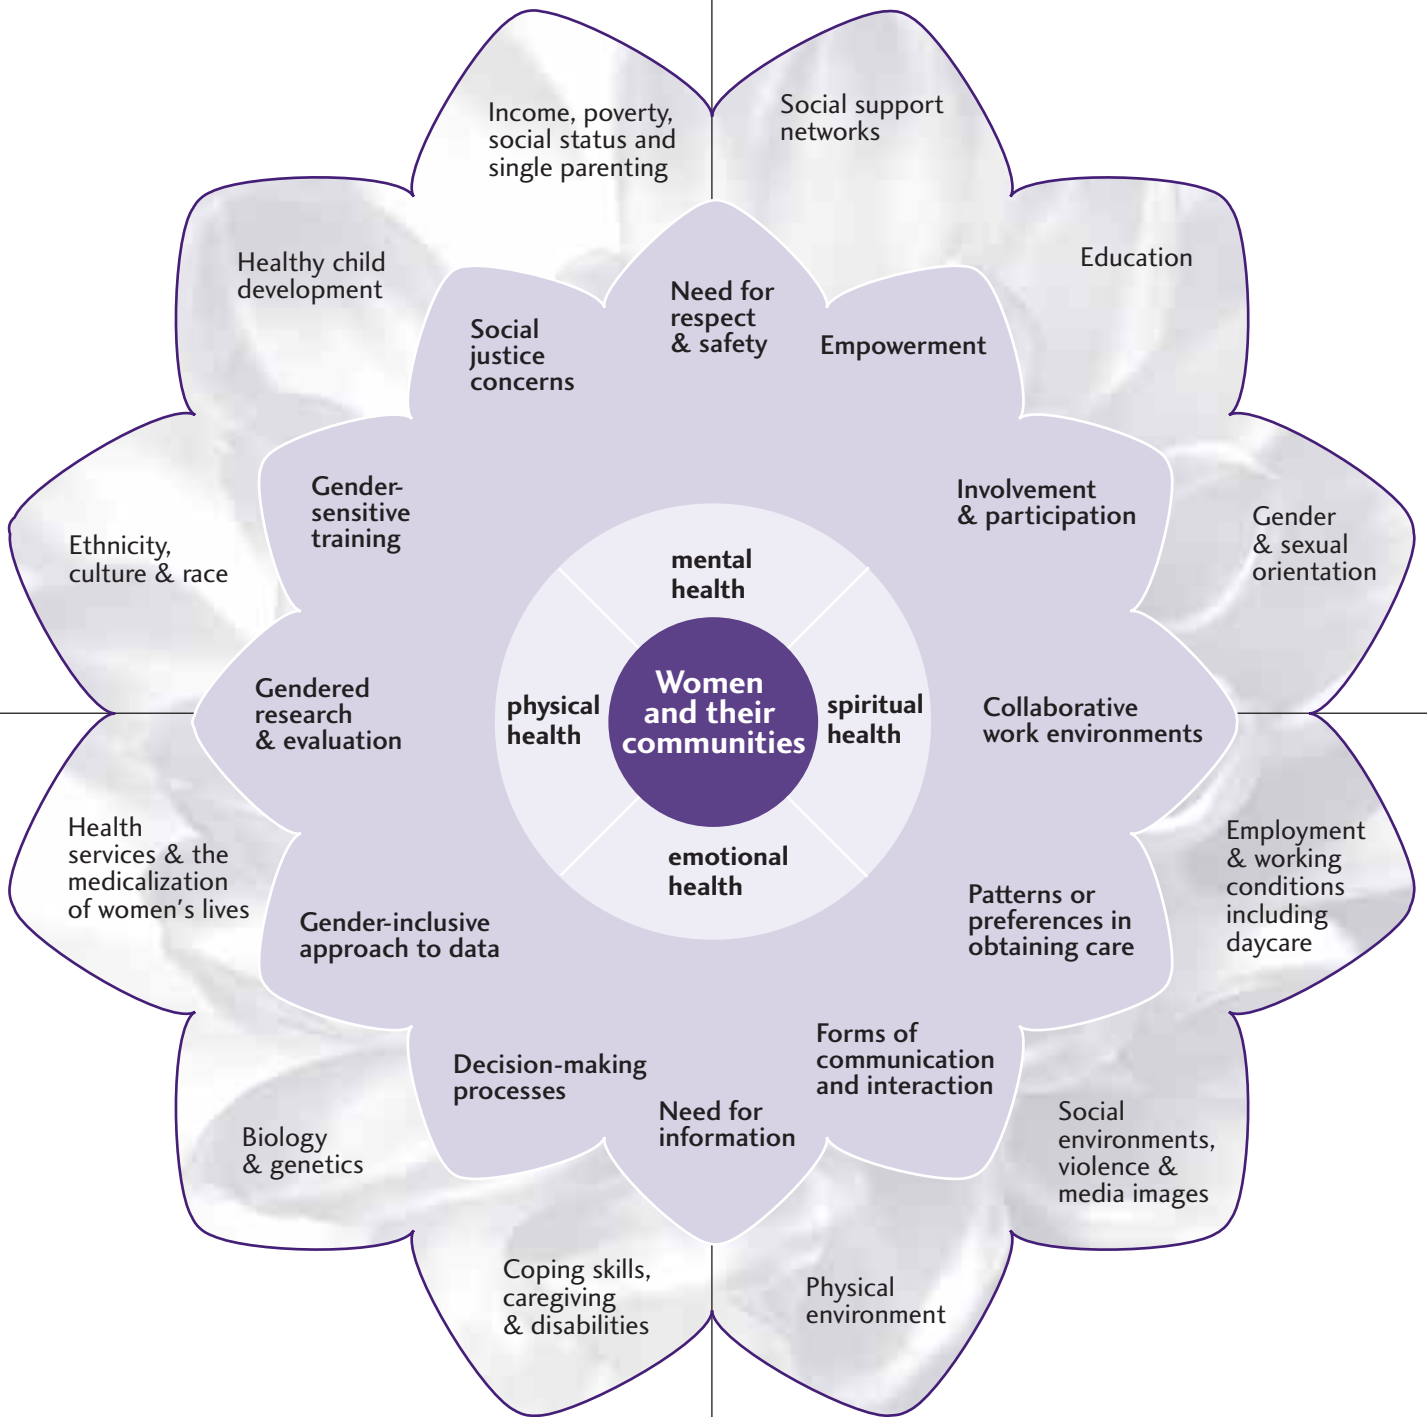 Income, poverty,
social status and
single parenting
Social support
networks
Education
Gender
& sexual
orientation
Employment
& working
conditions
including
daycare
Social
environments,
violence &
media images
Physical
environment
Coping skills,
caregiving
& disabilities
Biology
& genetics
Health
services & the
medicalization
of women's lives
Ethnicity,
culture & race
Healthy child
development
Need for
respect
& safety
Empowerment
Involvement
& participation
Collaborative
work environments
Patterns or
preferences in
obtaining care
Forms of
communication
and interaction
Need for
information
Decision-making
processes
Gender-inclusive
approach to data
Gendered
research
& evaluation
Gender-
sensitive
training
Social
justice
concerns
mental
health
spiritual
health
emotional
health
physical
health
Women
and their
communities